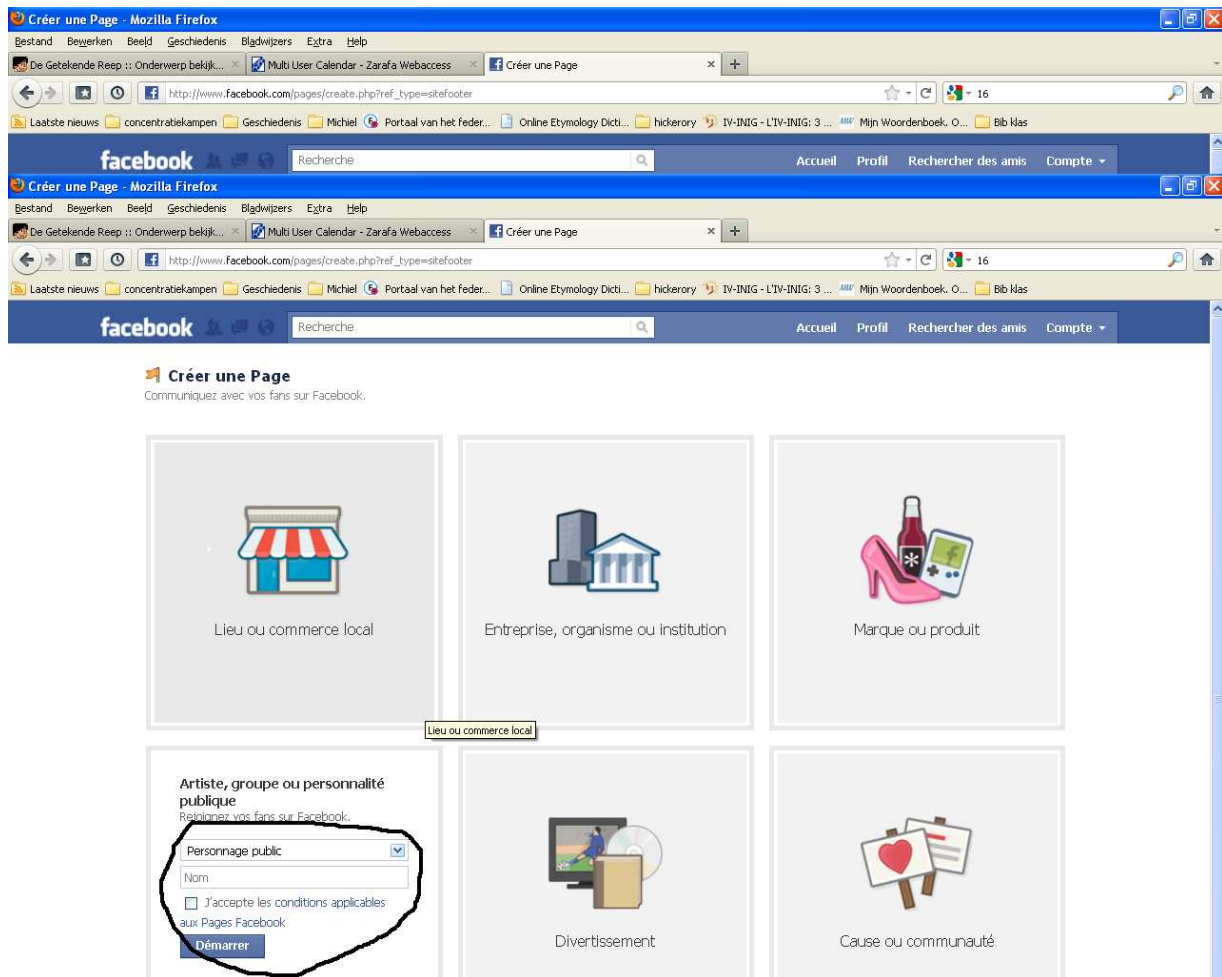 Créer une Page - Mozilla Firefox
Bestand Bewerken Beeld Geschiedenis Bladwijzers Extra Help
De Getekende Reep :: Onderwerp bekijk... Multi User Calendar - Zarafa Webaccess Créer une Page
http://www.facebook.com/pages/create.php?ref_type=sitefooter 16
Laatste nieuws concentratiekampen Geschiedenis Michiel Portaal van het feder... Online Etymology Dicti... hickerory IV-INIG - L'IV-INIG: 3 ... Mijn Woordenboek. O... Bib klas
facebook Recherche Accueil Profil Rechercher des amis Compte
Créer une Page - Mozilla Firefox
Bestand Bewerken Beeld Geschiedenis Bladwijzers Extra Help
De Getekende Reep :: Onderwerp bekijk... Multi User Calendar - Zarafa Webaccess Créer une Page
http://www.facebook.com/pages/create.php?ref_type=sitefooter 16
Laatste nieuws concentratiekampen Geschiedenis Michiel Portaal van het feder... Online Etymology Dicti... hickerory IV-INIG - L'IV-INIG: 3 ... Mijn Woordenboek. O... Bib klas
facebook Recherche Accueil Profil Rechercher des amis Compte
Créer une Page
Communiquez avec vos fans sur Facebook.
Lieu ou commerce local
Entreprise, organisme ou institution
Marque ou produit
Lieu ou commerce local
Artiste, groupe ou personnalité
publique
Rejoignez vos fans sur Facebook.
Personnage public
Nom
J'accepte les conditions applicables
aux Pages Facebook
Démarrer
Divertissement
Cause ou communauté